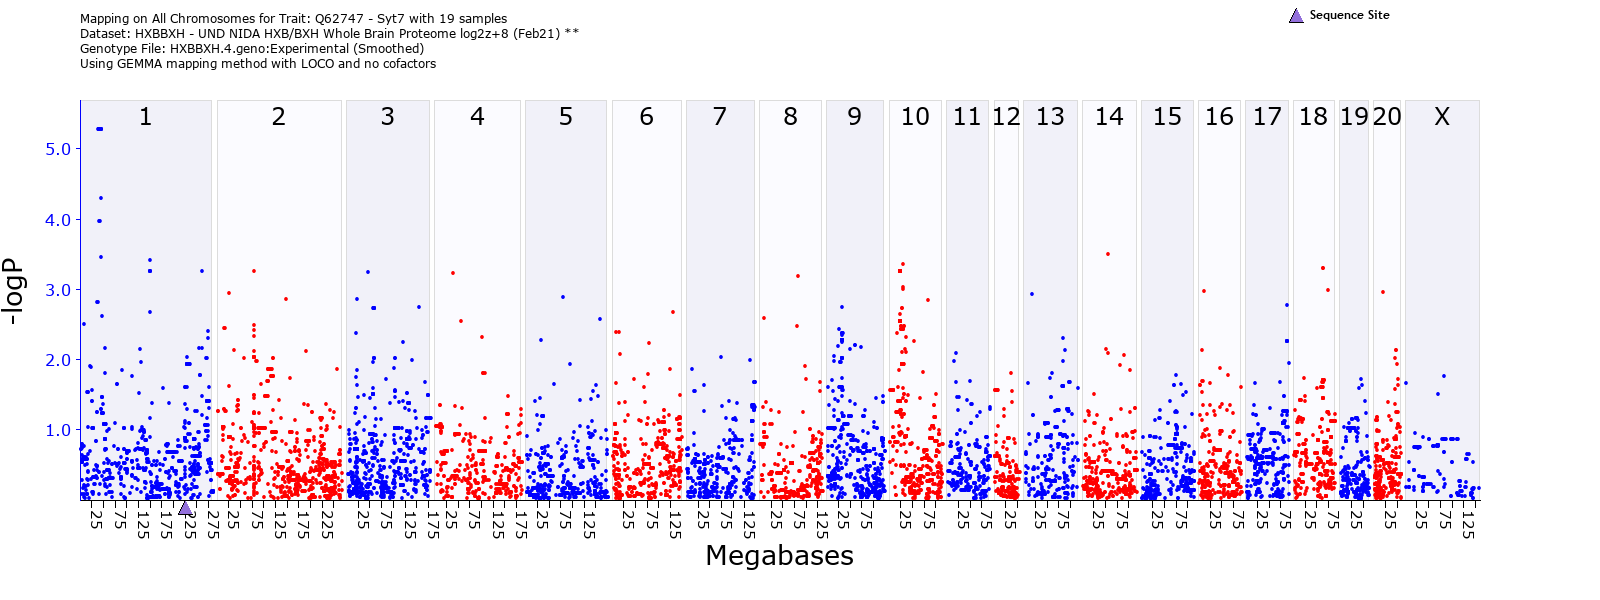 Mapping on All Chromosomes for Trait: Q62747 - Syt7 with 19 samples
Dataset: HXBBXH - UND NIDA HXB/BXH Whole Brain Proteome log2z+8 (Feb21) **
Genotype File: HXBBXH.4.geno:Experimental (Smoothed)
Using GEMMA mapping method with LOCO and no cofactors
Sequence Site
1 2 3 4 5 6 7 8 9 10 11 12 13 14 15 16 17 18 19 20 X
5.0
4.0
3.0
2.0
1.0
-logP
25 75 125 175 225 275 25 75 125 175 225 25 75 125 175 25 75 125 175 25 75 125 25 75 125 25 75 125 25 75 125 25 75 25 75 25 75 25 25 75 25 75 25 75 25 75 25 75 25 75 25 25 25 75 125
Megabases